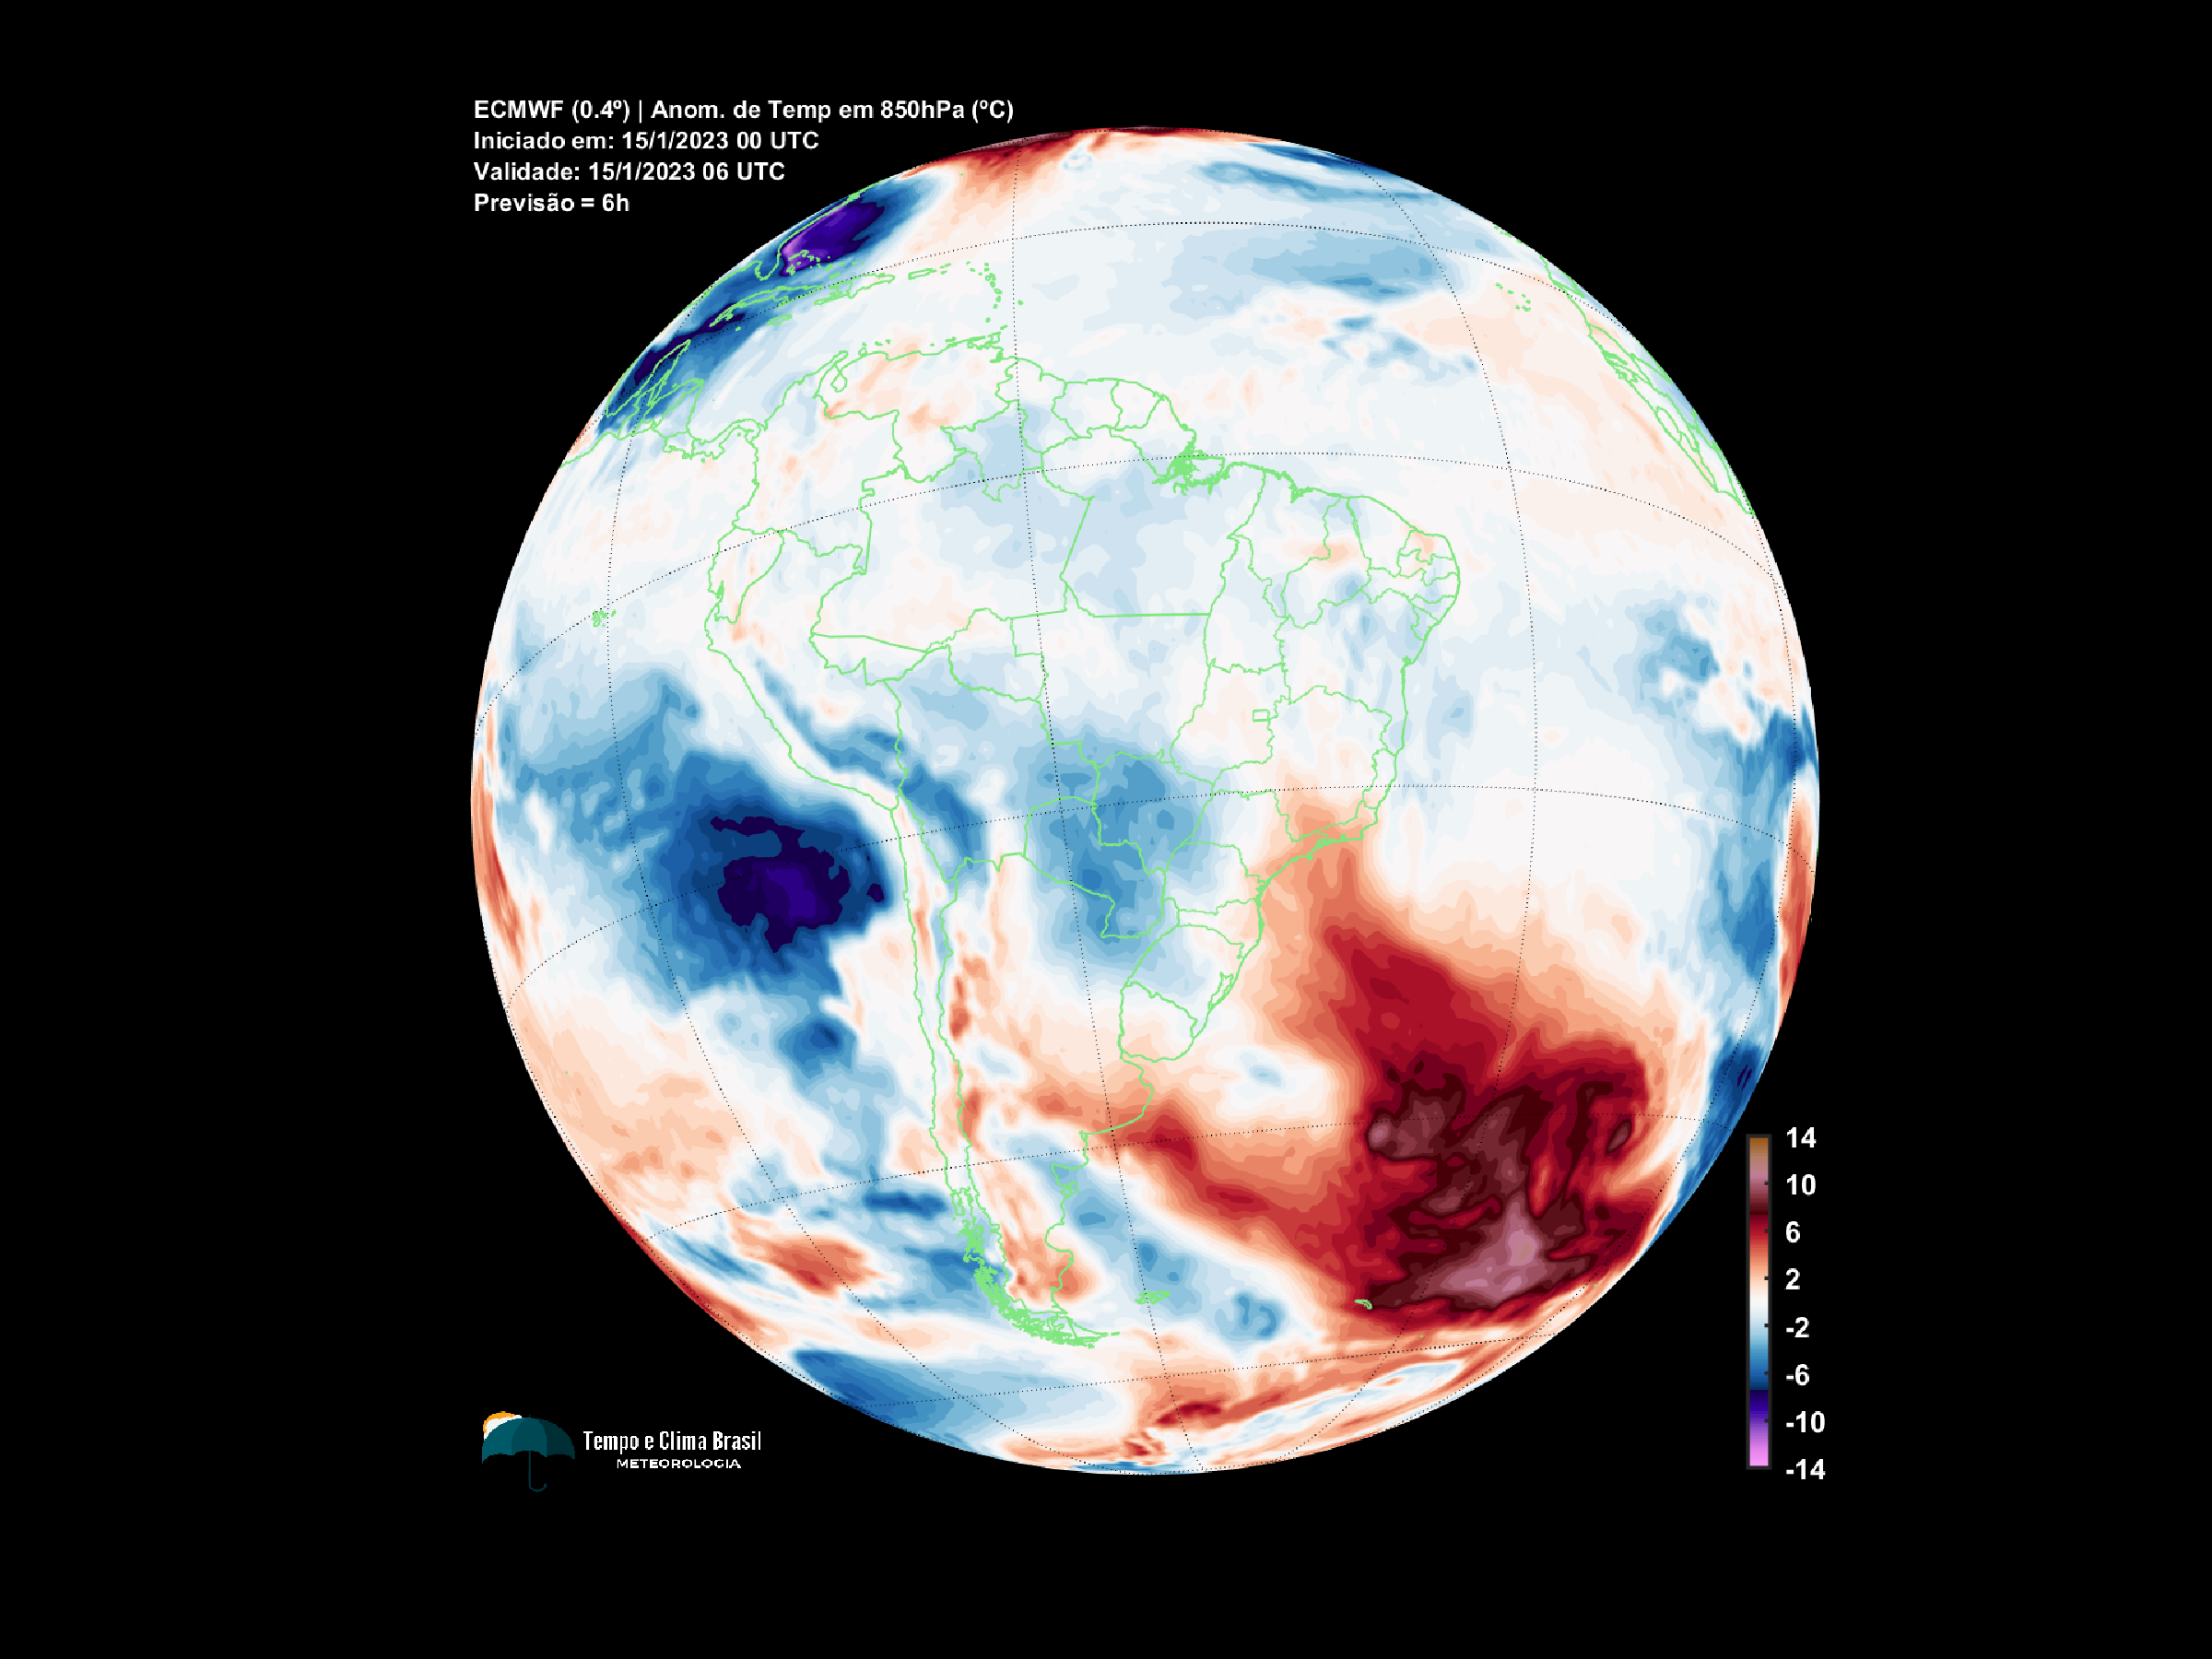 ECMWF (0.4º) | Anom. de Temp em 850hPa (ºC)
Iniciado em: 15/1/2023 00 UTC
Validade: 15/1/2023 06 UTC
Previsão = 6h
14
10
6
2
-2
-6
-10
-14
Tempo e Clima Brasil
METEOROLOGIA